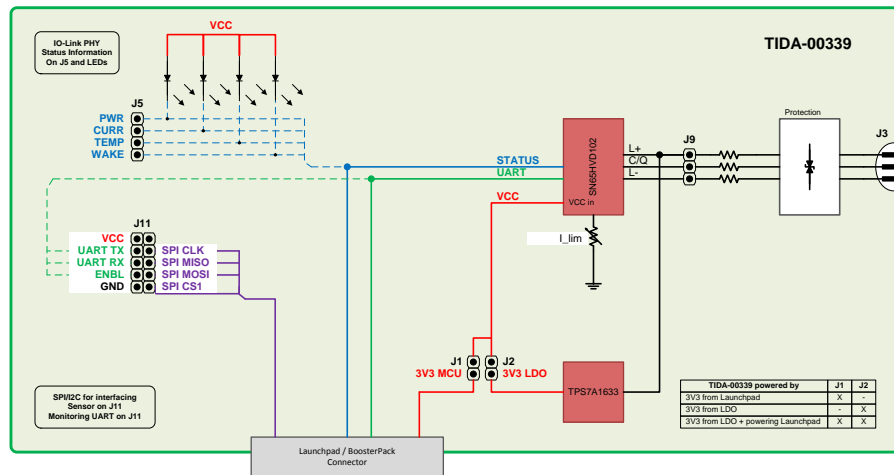 VCC
IO-Link PHY
Status Information
On J5 and LEDs
TIDA-00339
J5
PWR
CURR
TEMP
WAKE
Protection
J9
J3
L+
C/Q
L-
SN65HVD102
VCC in
STATUS
UART
VCC
J11
VCC
UART TX SPI CLK
UART RX SPI MISO
ENBL SPI MOSI
GND SPI CS1
I_lim
J1 J2
3V3 MCU 3V3 LDO
TPS7A1633
SPI/I2C for interfacing
Sensor on J11
Monitoring UART on J11
TIDA-00339 powered by J1 J2
3V3 from Launchpad X -
3V3 from LDO - X
3V3 from LDO + powering Launchpad X X
Launchpad / BoosterPack
Connector